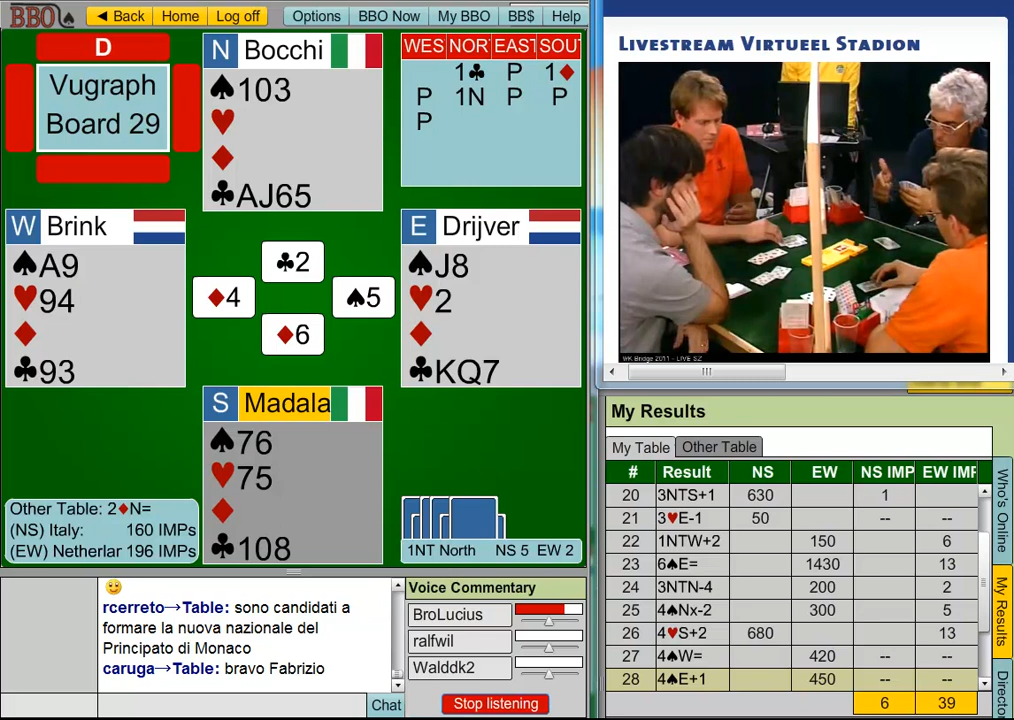 BBO ◄ Back Home Log off Options BBO Now My BBO BB$ Help
D
Vugraph
Board 29
N Bocchi
♠103
♥
♦
♣AJ65
WES NOR EAST SOU
1♣ P 1♦
P 1N P P
P
W Brink
♠A9
♥94
♦
♣93
♣2
♦4
♠5
♦6
E Drijver
♠J8
♥2
♦
♣KQ7
S Madala
♠76
♥75
♦
♣108
Other Table: 2♦N=
(NS) Italy: 160 IMPs
(EW) Netherlar 196 IMPs
1NT North NS 5 EW 2
rcerreto→Table: sono candidati a
formare la nuova nazionale del
Principato di Monaco
caruga→Table: bravo Fabrizio
Chat
Voice Commentary
BroLucius
ralfwil
Walddk2
Stop listening
Livestream Virtueel Stadion
WK Bridge 2011 - LIVE SZ
My Results
My Table Other Table
# Result NS EW NS IMP EW IMF
20 3NTS+1 630 1
21 3♥E-1 50 -- --
22 1NTW+2 150 6
23 6♠E= 1430 13
24 3NTN-4 200 2
25 4♠Nx-2 300 5
26 4♥S+2 680 13
27 4♠W= 420 -- --
28 4♠E+1 450 -- --
6 39
Who's Online
My Results
Director